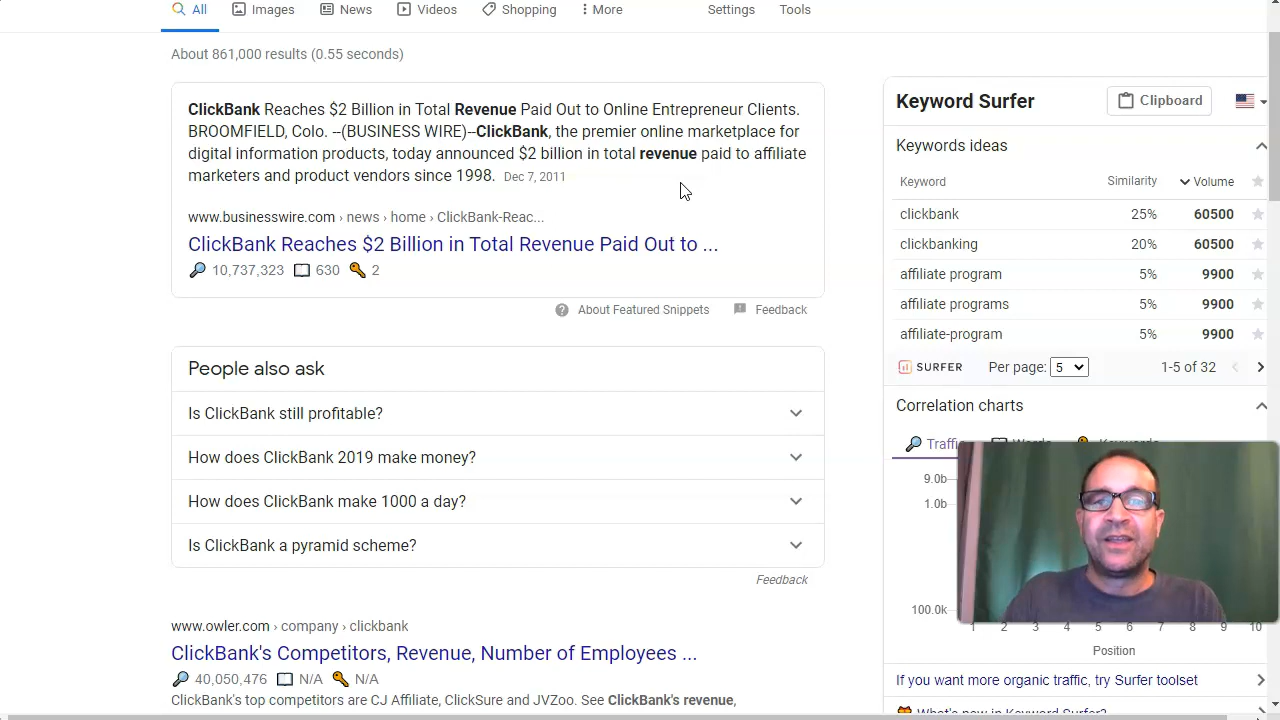 All
Images
News
Videos
Shopping
More
Settings
Tools
About 861,000 results (0.55 seconds)
ClickBank Reaches $2 Billion in Total Revenue Paid Out to Online Entrepreneur Clients.
BROOMFIELD, Colo. --(BUSINESS WIRE)--ClickBank, the premier online marketplace for
digital information products, today announced $2 billion in total revenue paid to affiliate
marketers and product vendors since 1998. Dec 7, 2011
www.businesswire.com › news › home › ClickBank-Reac...
ClickBank Reaches $2 Billion in Total Revenue Paid Out to ...
10,737,323 630 2
About Featured Snippets Feedback
People also ask
Is ClickBank still profitable?
How does ClickBank 2019 make money?
How does ClickBank make 1000 a day?
Is ClickBank a pyramid scheme?
Feedback
www.owler.com › company › clickbank
ClickBank's Competitors, Revenue, Number of Employees ...
40,050,476 N/A N/A
ClickBank's top competitors are CJ Affiliate, ClickSure and JVZoo. See ClickBank's revenue,
Keyword Surfer
Clipboard
Keywords ideas
Keyword Similarity Volume
clickbank 25% 60500
clickbanking 20% 60500
affiliate program 5% 9900
affiliate programs 5% 9900
affiliate-program 5% 9900
SURFER Per page: 5 1-5 of 32
Correlation charts
Words Keywords
9.0b
1.0b
100.0k
1 2 3 4 5 6 7 8 9 10
Position
If you want more organic traffic, try Surfer toolset
What's new in Keyword Surfer?